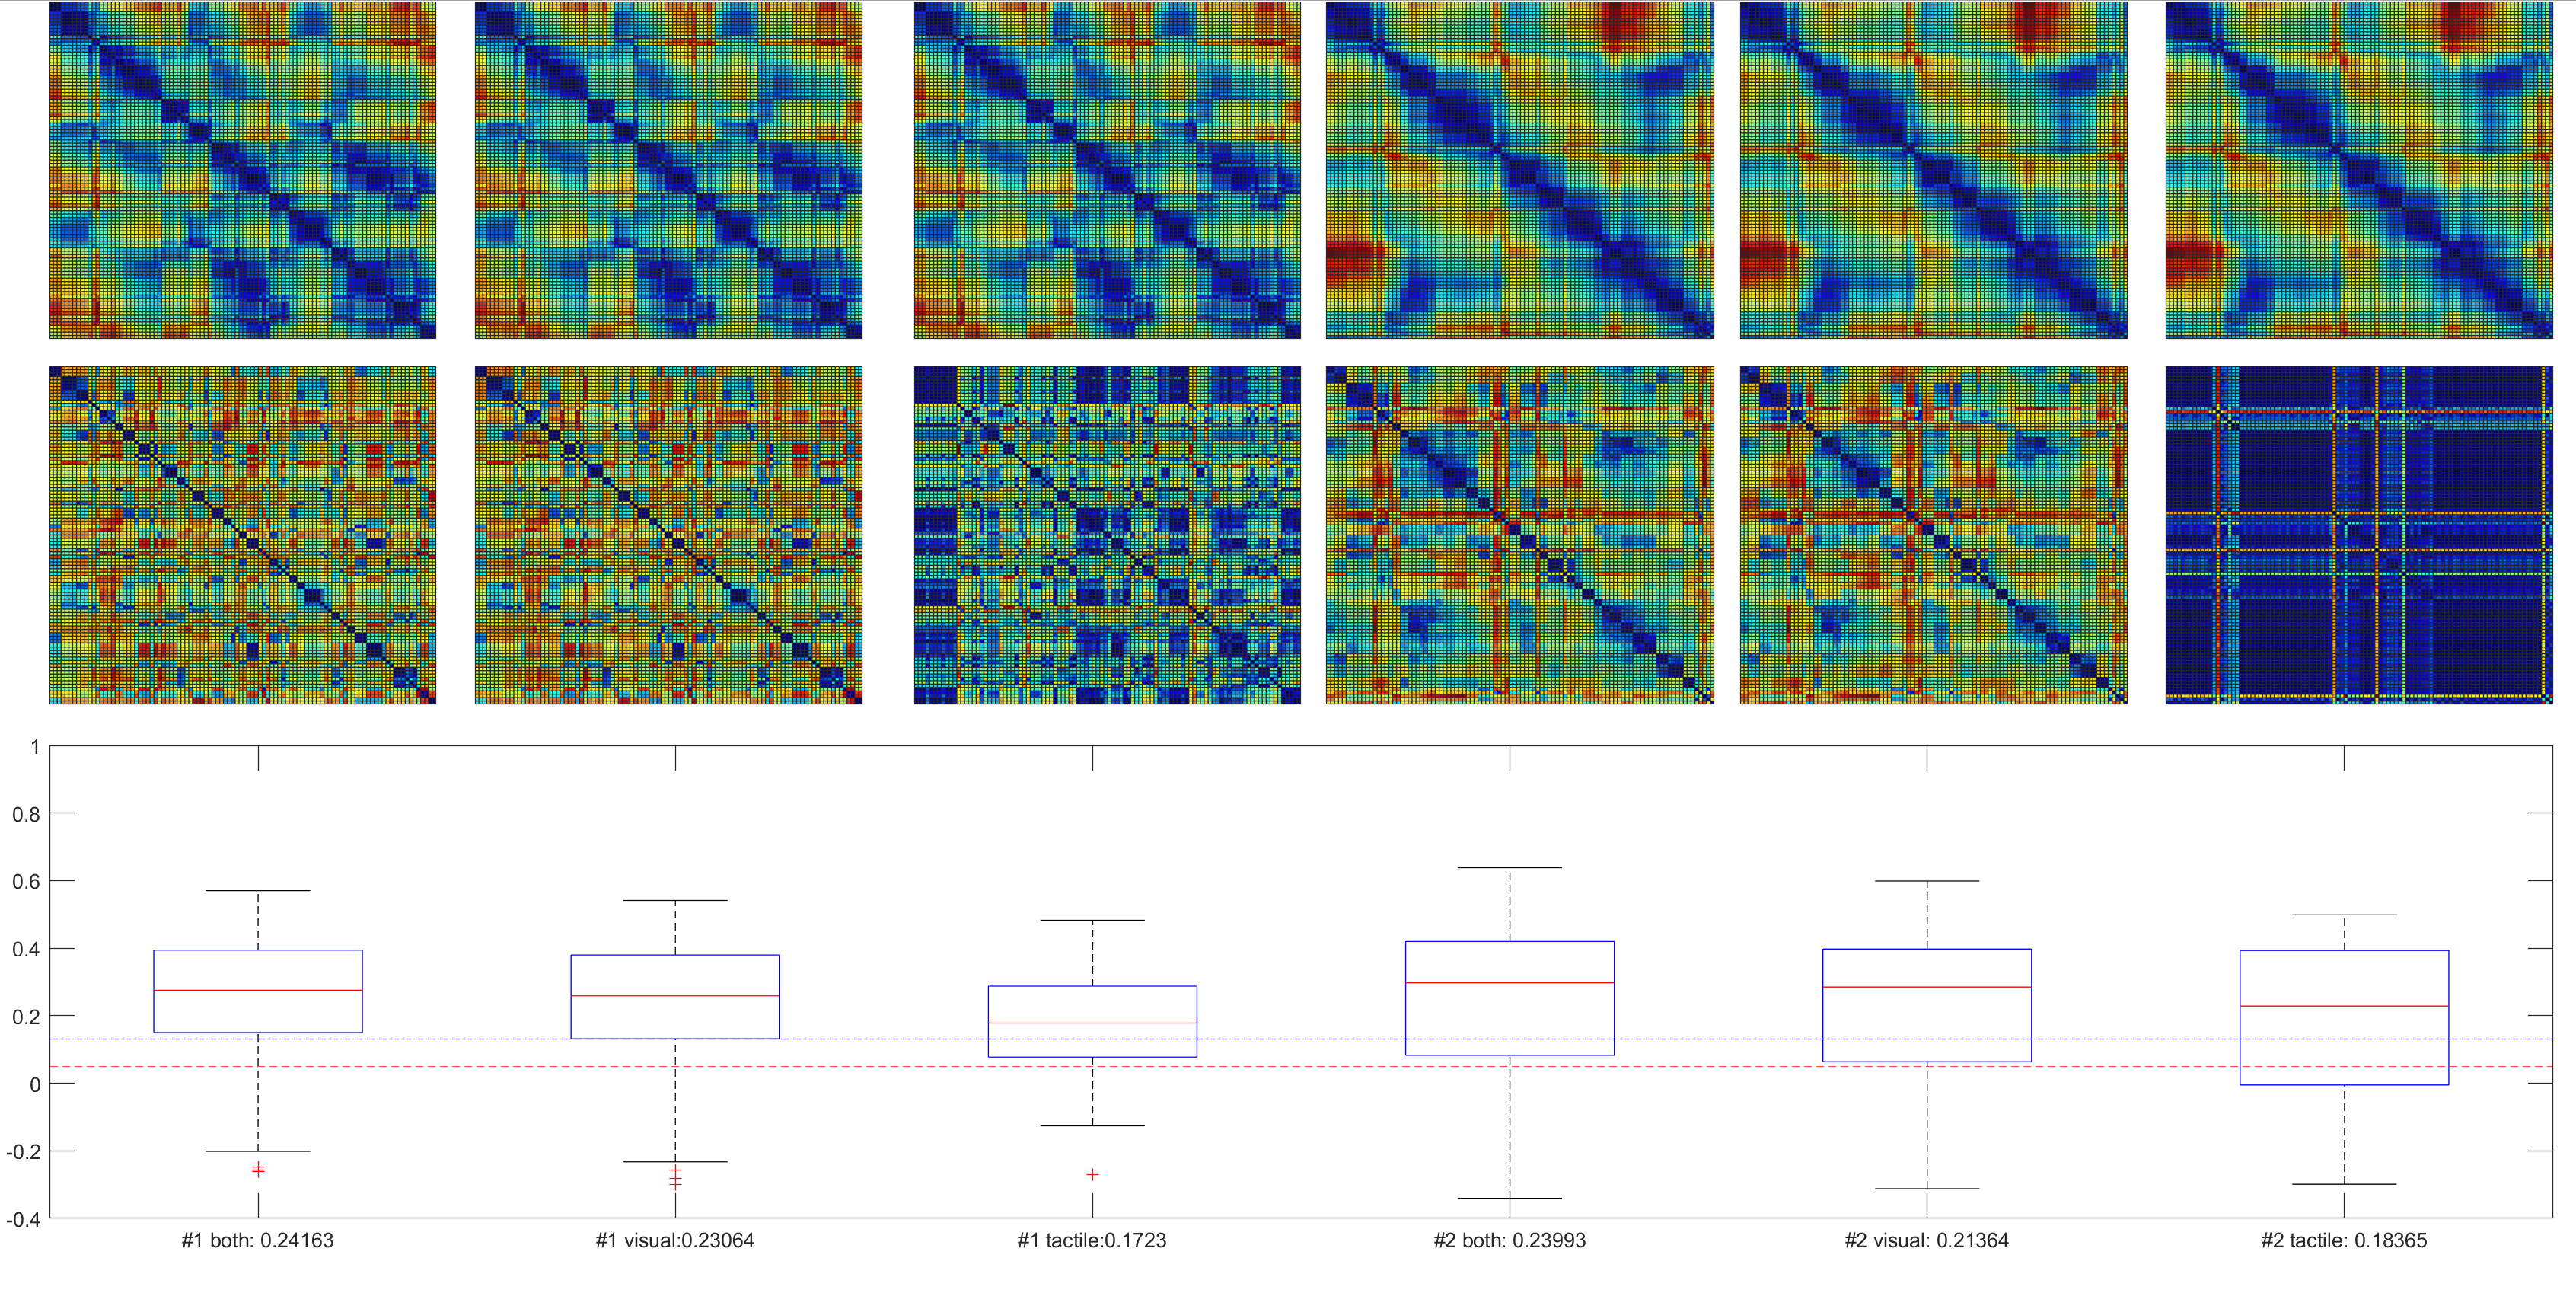 1
0.8
0.6
0.4
0.2
0
-0.2
-0.4
#1 both: 0.24163
#1 visual:0.23064
#1 tactile:0.1723
#2 both: 0.23993
#2 visual: 0.21364
#2 tactile: 0.18365